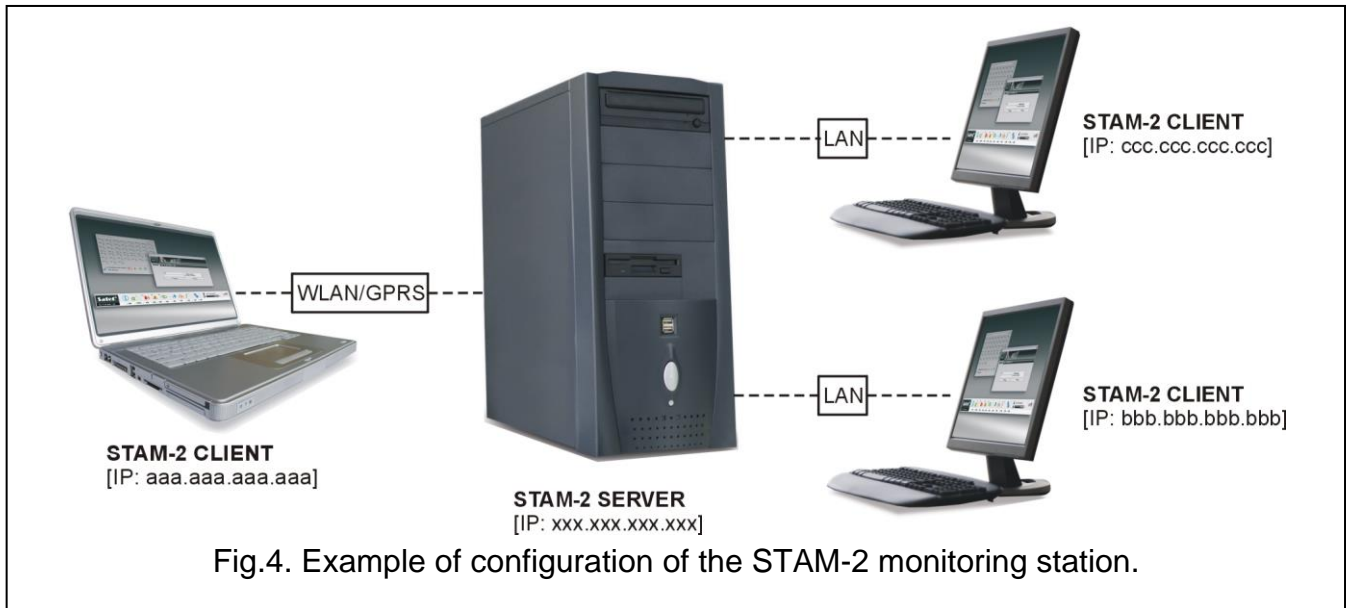 LAN
STAM-2 CLIENT
[IP: ccc.ccc.ccc.ccc]
WLAN/GPRS
LAN
STAM-2 CLIENT
[IP: bbb.bbb.bbb.bbb]
STAM-2 CLIENT
[IP: aaa.aaa.aaa.aaa]
STAM-2 SERVER
[IP: xxx.xxx.xxx.xxx]
Fig.4. Example of configuration of the STAM-2 monitoring station.